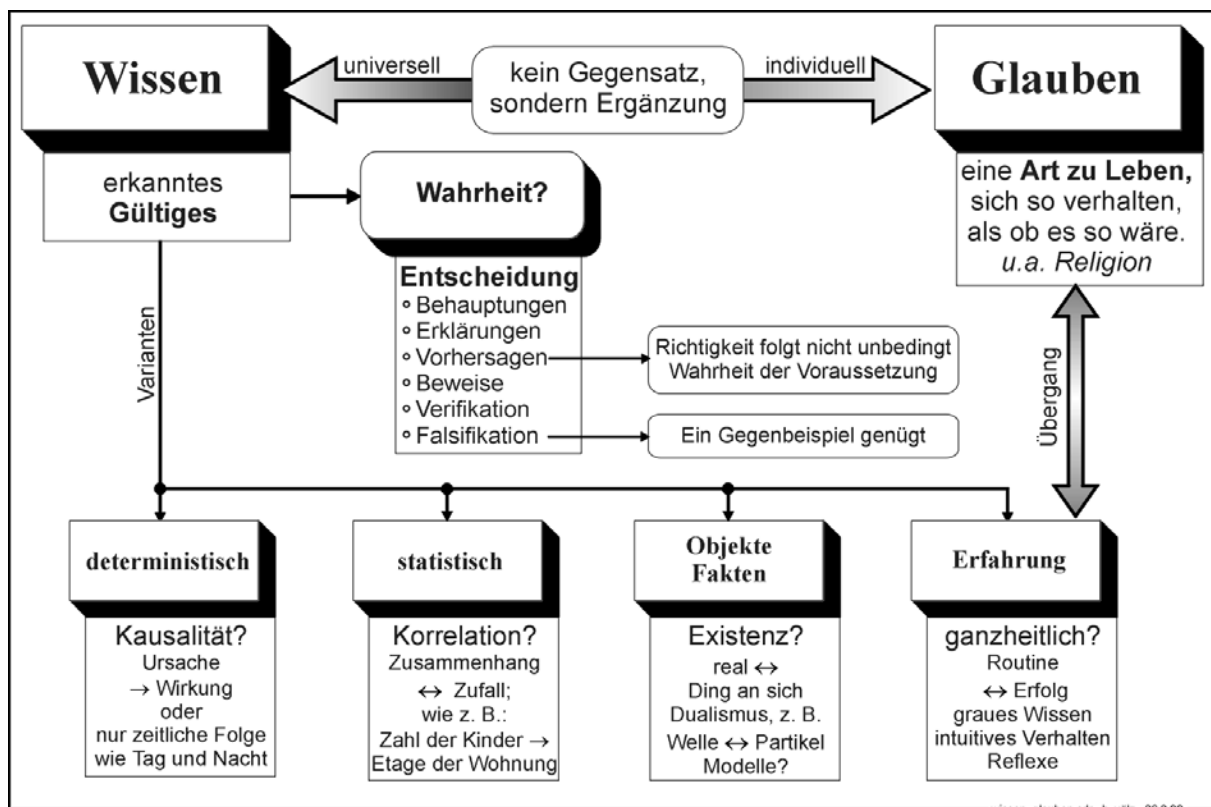 Wissen
universell
kein Gegensatz,
sondern Ergänzung
individuell
Glauben
erkanntes
Gültiges
Wahrheit?
eine Art zu Leben,
sich so verhalten,
als ob es so wäre.
u.a. Religion
Entscheidung
Behauptungen
Erklärungen
Vorhersagen
Beweise
Verifikation
Falsifikation
Richtigkeit folgt nicht unbedingt
Wahrheit der Voraussetzung
Ein Gegenbeispiel genügt
Varianten
Übergang
deterministisch
Kausalität?
Ursache
→ Wirkung
oder
nur zeitliche Folge
wie Tag und Nacht
statistisch
Korrelation?
Zusammenhang
↔ Zufall;
wie z. B.:
Zahl der Kinder →
Etage der Wohnung
Objekte
Fakten
Existenz?
real ↔
Ding an sich
Dualismus, z. B.
Welle ↔ Partikel
Modelle?
Erfahrung
ganzheitlich?
Routine
↔ Erfolg
graues Wissen
intuitives Verhalten
Reflexe